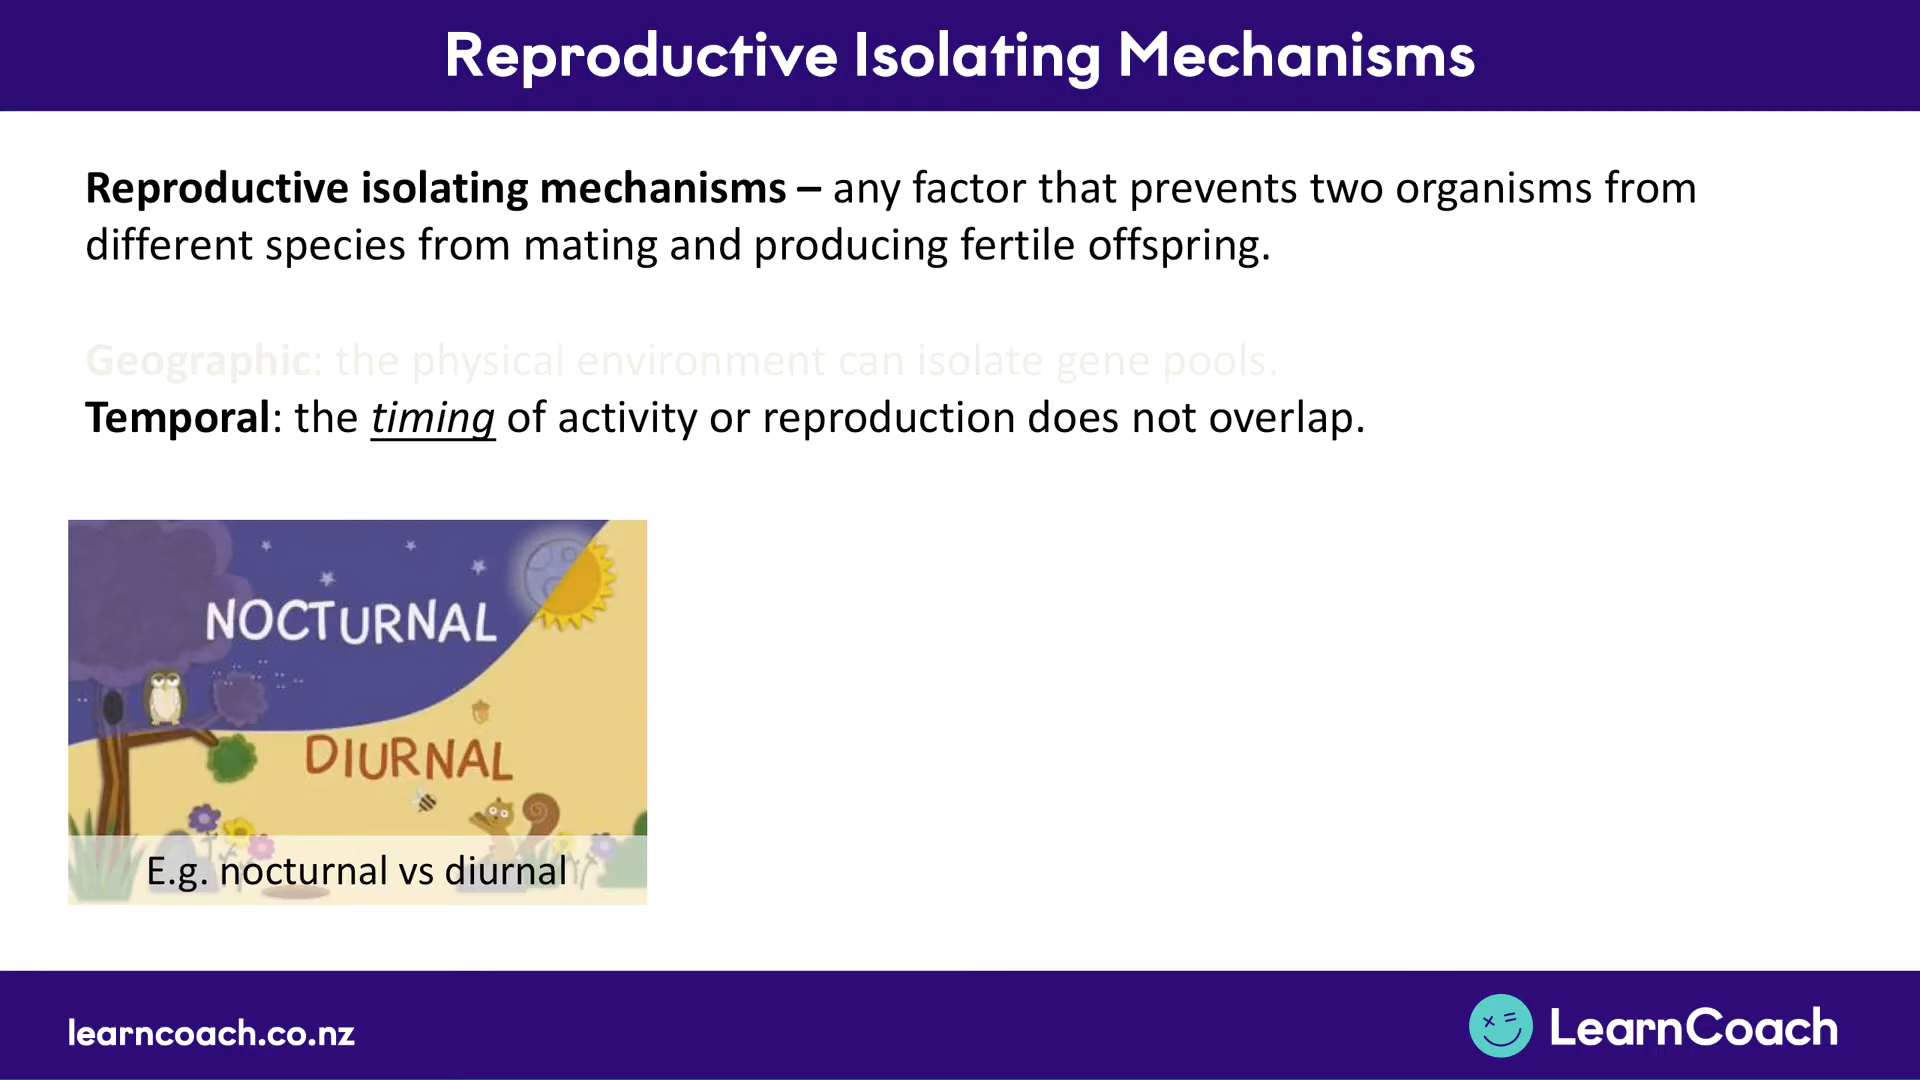 Reproductive Isolating Mechanisms
Reproductive isolating mechanisms – any factor that prevents two organisms from
different species from mating and producing fertile offspring.
Geographic: the physical environment can isolate gene pools.
Temporal: the timing of activity or reproduction does not overlap.
NOCTURNAL
DIURNAL
E.g. nocturnal vs diurnal
learncoach.co.nz
LearnCoach